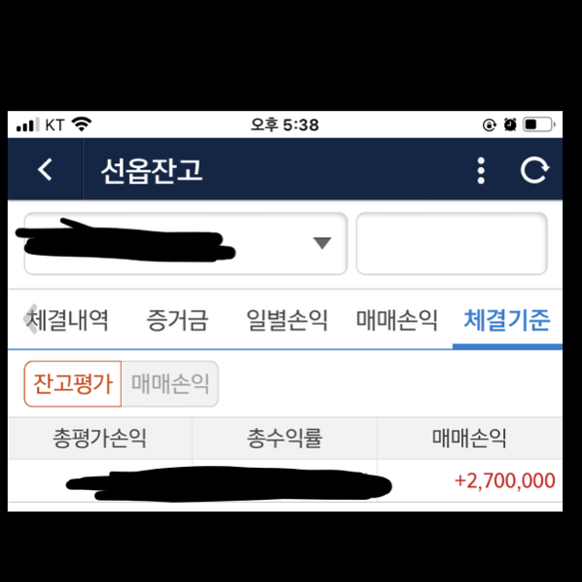 KT 오후 5:38
선옵잔고
체결내역 증거금 일별손익 매매손익 체결기준
잔고평가 매매손익
총평가손익 총수익률 매매손익
+2,700,000